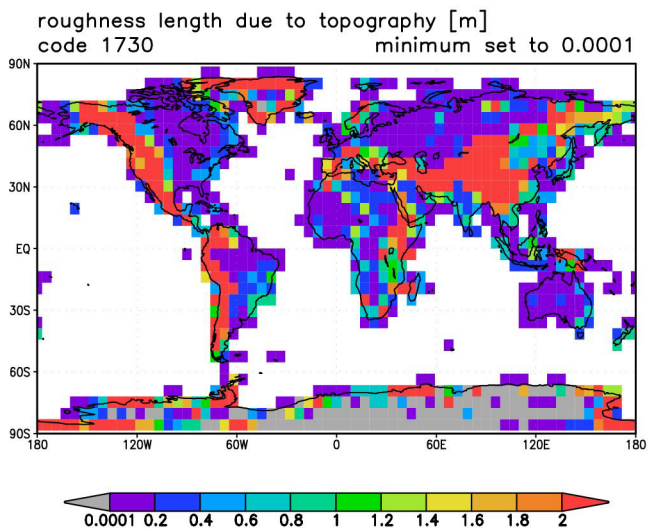 roughness length due to topography [m]
code 1730 minimum set to 0.0001
90N
60N
30N
EQ
30S
60S
90S
180 120W 60W 0 60E 120E 180
0.0001 0.2 0.4 0.6 0.8 1 1.2 1.4 1.6 1.8 2